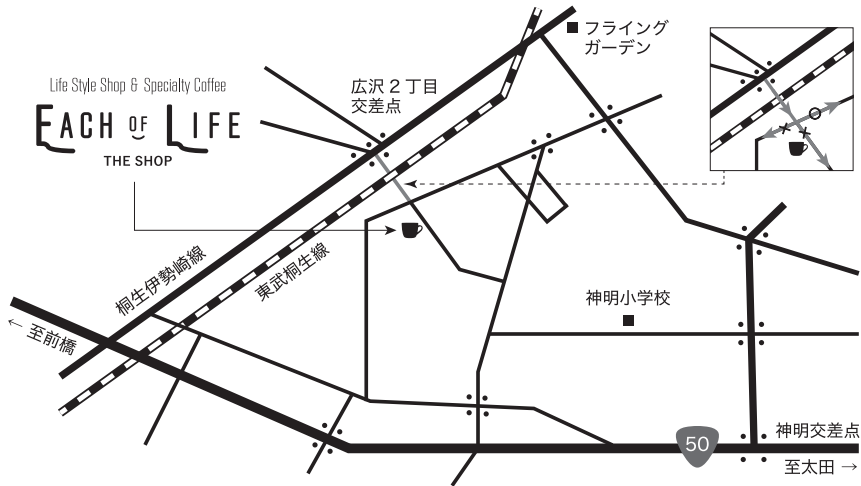 Life Style Shop & Specialty Coffee
EACH OF LIFE
THE SHOP
フライング
ガーデン
広沢2丁目
交差点
桐生伊勢崎線
東武桐生線
← 至前橋
神明小学校
50
神明交差点
至太田 →